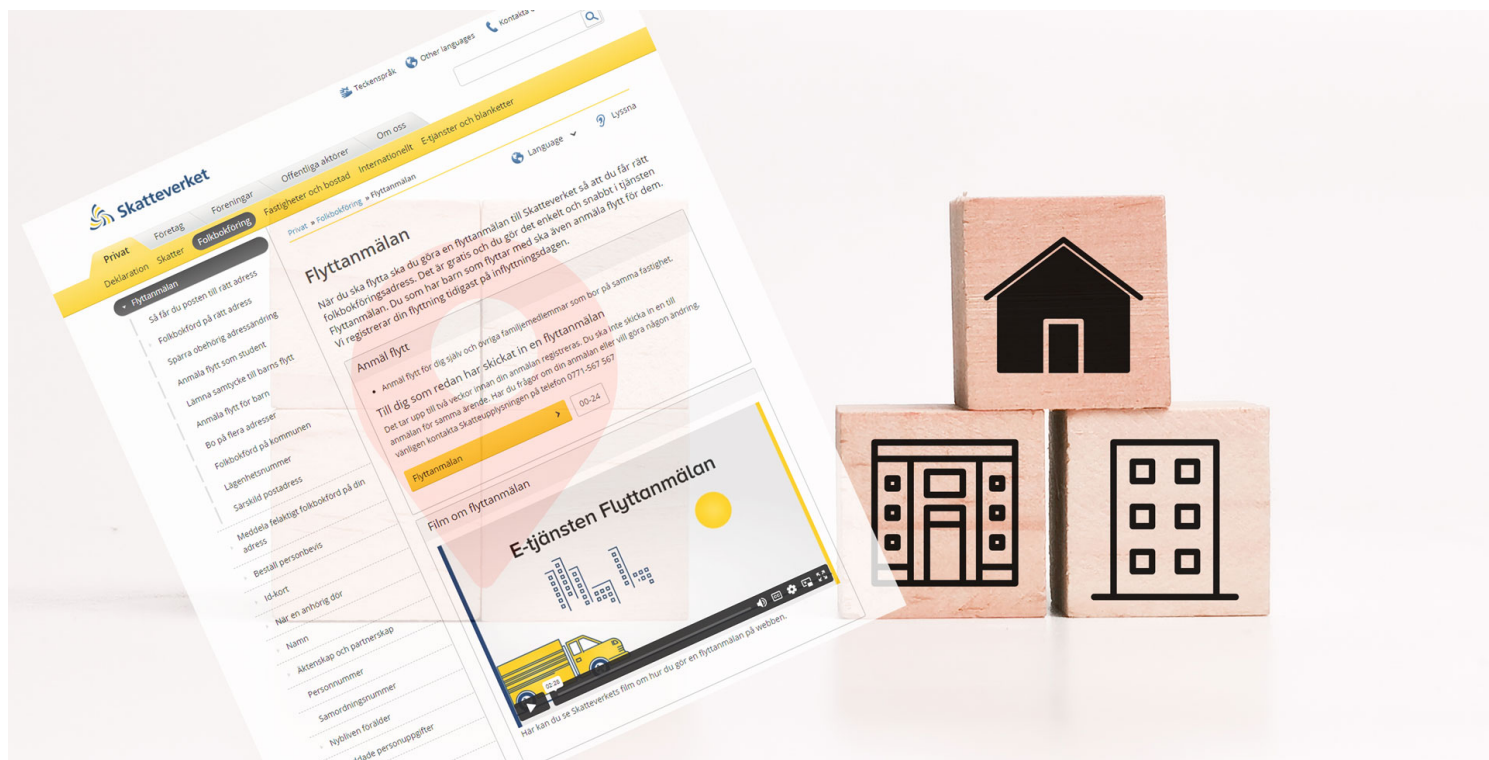 Teckenspråk
Other languages
Kontakta
Skatteverket
Privat
Företag
Föreningar
Offentliga aktörer
Om oss
Deklaration
Skatter
Folkbokföring
Fastigheter och bostad
Internationellt
E-tjänster och blanketter
Privat » Folkbokföring » Flyttanmälan
Language
Lyssna
Flyttanmälan
Så får du posten till rätt adress
Folkbokförd på rätt adress
Spärra obehörig adressändring
Anmäla flytt som student
Lämna samtycke till barns flytt
Anmäla flytt för barn
Bo på flera adresser
Folkbokförd på kommunen
Lägenhetsnummer
Särskild postadress
Meddela felaktigt folkbokförd på din
adress
Beställ personbevis
Id-kort
När en anhörig dör
Namn
Äktenskap och partnerskap
Personnummer
Samordningsnummer
Nybliven förälder
personuppgifter
Flyttanmälan
När du ska flytta ska du göra en flyttanmälan till Skatteverket så att du får rätt
folkbokföringsadress. Det är gratis och du gör det enkelt och snabbt i tjänsten
Flyttanmälan. Du som har barn som flyttar med ska även anmäla flytt för dem.
Vi registrerar din flyttning tidigast på inflyttningsdagen.
Anmäl flytt
• Anmäl flytt för dig själv och övriga familjemedlemmar som bor på samma fastighet.
Till dig som redan har skickat in en flyttanmälan
Det tar upp till två veckor innan din anmälan registreras. Du ska inte skicka in en till
anmälan för samma ärende. Har du frågor om din anmälan eller vill göra någon ändring,
vänligen kontakta Skatteupplysningen på telefon 0771-567 567
Flyttanmälan
00-24
Film om flyttanmälan
E-tjänsten Flyttanmälan
00:28
Här kan du se Skatteverkets film om hur du gör en flyttanmälan på webben.